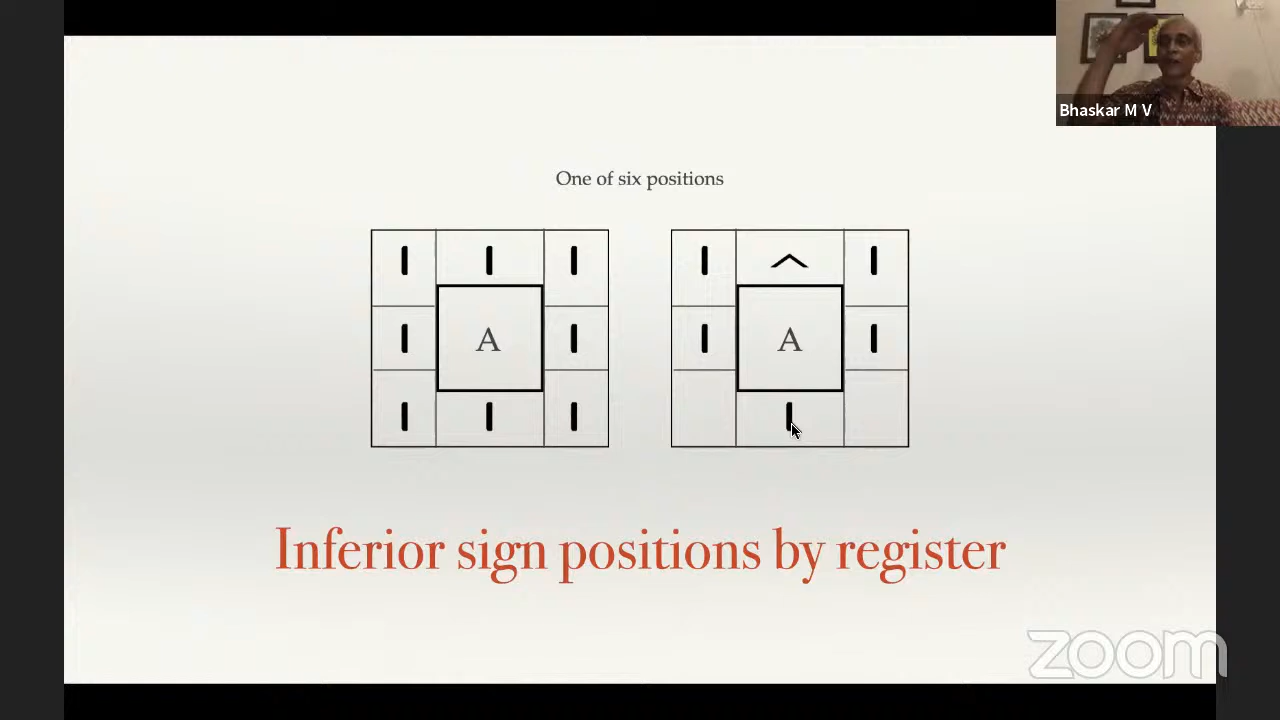 Bhaskar M V
One of six positions
A
A
Inferior sign positions by register
zoom